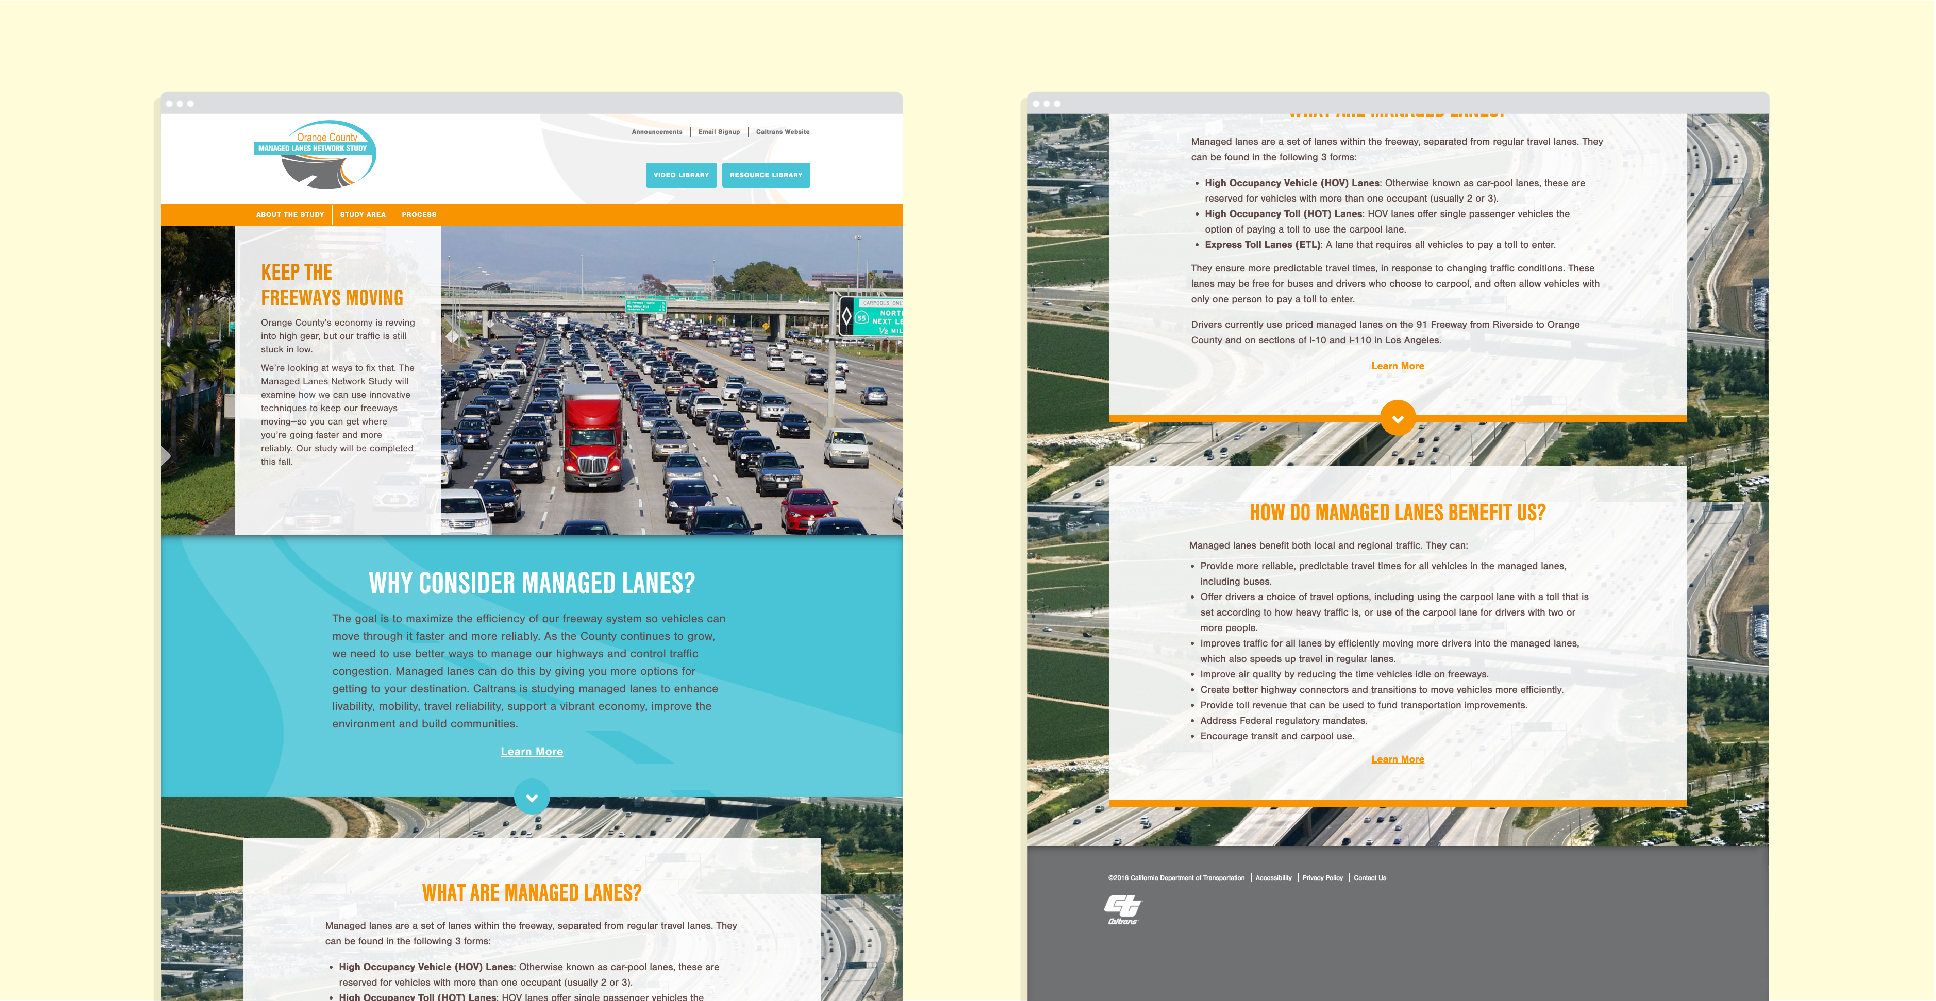 Orange County
MANAGED LANES NETWORK STUDY
Announcements
Email Signup
Caltrans Website
VIDEO LIBRARY
RESOURCE LIBRARY
ABOUT THE STUDY
STUDY AREA
PROCESS
KEEP THE
FREEWAYS MOVING
Orange County's economy is revving
into high gear, but our traffic is still
stuck in low.
We're looking at ways to fix that. The
Managed Lanes Network Study will
examine how we can use innovative
techniques to keep our freeways
moving—so you can get where
you're going faster and more
reliably. Our study will be completed
this fall.
CARPOOLS ONLY
55
NORT
NEXT LE
1/2 MIL
WHY CONSIDER MANAGED LANES?
The goal is to maximize the efficiency of our freeway system so vehicles can
move through it faster and more reliably. As the County continues to grow,
we need to use better ways to manage our highways and control traffic
congestion. Managed lanes can do this by giving you more options for
getting to your destination. Caltrans is studying managed lanes to enhance
livability, mobility, travel reliability, support a vibrant economy, improve the
environment and build communities.
Learn More
WHAT ARE MANAGED LANES?
Managed lanes are a set of lanes within the freeway, separated from regular travel lanes. They
can be found in the following 3 forms:
• High Occupancy Vehicle (HOV) Lanes: Otherwise known as car-pool lanes, these are
reserved for vehicles with more than one occupant (usually 2 or 3).
• High Occupancy Toll (HOT) Lanes: HOV lanes offer single passenger vehicles the
WHAT ARE MANAGED LANES?
Managed lanes are a set of lanes within the freeway, separated from regular travel lanes. They
can be found in the following 3 forms:
• High Occupancy Vehicle (HOV) Lanes: Otherwise known as car-pool lanes, these are
reserved for vehicles with more than one occupant (usually 2 or 3).
• High Occupancy Toll (HOT) Lanes: HOV lanes offer single passenger vehicles the
option of paying a toll to use the carpool lane.
• Express Toll Lanes (ETL): A lane that requires all vehicles to pay a toll to enter.
They ensure more predictable travel times, in response to changing traffic conditions. These
lanes may be free for buses and drivers who choose to carpool, and often allow vehicles with
only one person to pay a toll to enter.
Drivers currently use priced managed lanes on the 91 Freeway from Riverside to Orange
County and on sections of I-10 and I-110 in Los Angeles.
Learn More
HOW DO MANAGED LANES BENEFIT US?
Managed lanes benefit both local and regional traffic. They can:
• Provide more reliable, predictable travel times for all vehicles in the managed lanes,
including buses.
• Offer drivers a choice of travel options, including using the carpool lane with a toll that is
set according to how heavy traffic is, or use of the carpool lane for drivers with two or
more people.
• Improves traffic for all lanes by efficiently moving more drivers into the managed lanes,
which also speeds up travel in regular lanes.
• Improve air quality by reducing the time vehicles idle on freeways.
• Create better highway connectors and transitions to move vehicles more efficiently.
• Provide toll revenue that can be used to fund transportation improvements.
• Address Federal regulatory mandates.
• Encourage transit and carpool use.
Learn More
©2016 California Department of Transportation
Accessibility
Privacy Policy
Contact Us
Caltrans